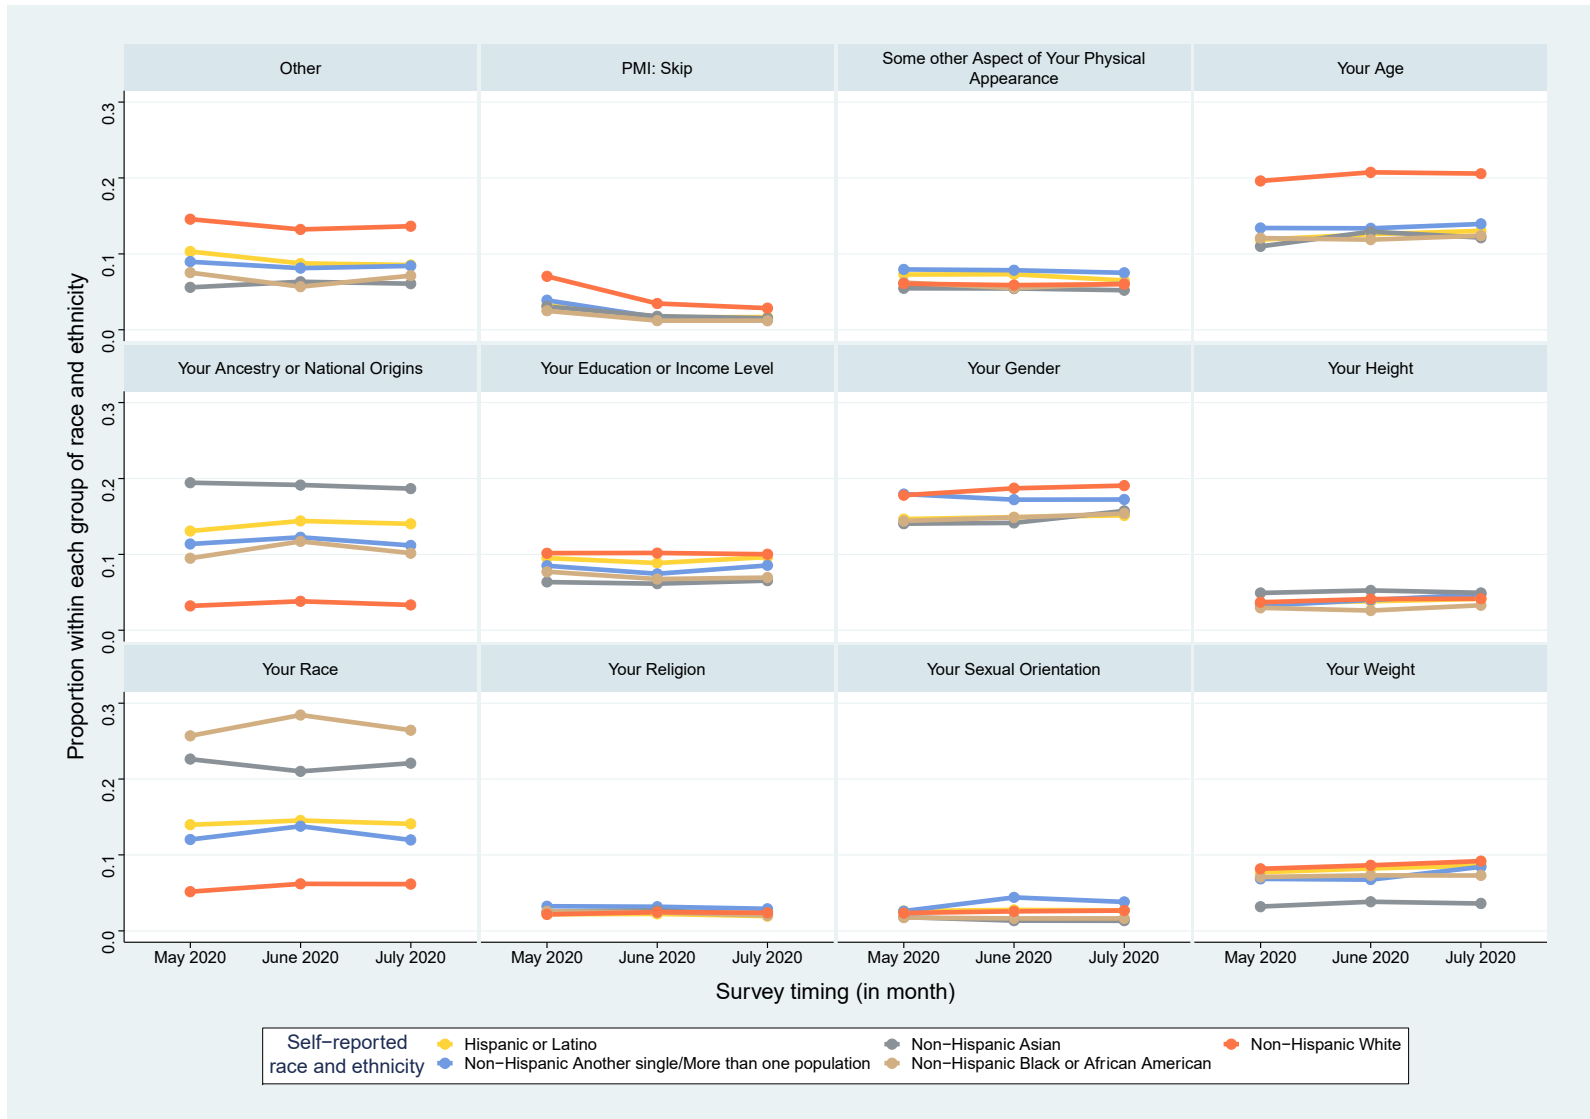 Other
PMI: Skip
Some other Aspect of Your Physical
Appearance
Your Age
0.3
0.2
0.1
0.0
Your Ancestry or National Origins
Your Education or Income Level
Your Gender
Your Height
0.3
0.2
0.1
0.0
Your Race
Your Religion
Your Sexual Orientation
Your Weight
0.3
0.2
0.1
0.0
Proportion within each group of race and ethnicity
May 2020 June 2020 July 2020
May 2020 June 2020 July 2020
May 2020 June 2020 July 2020
May 2020 June 2020 July 2020
Survey timing (in month)
Self−reported
race and ethnicity
Hispanic or Latino
Non−Hispanic Another single/More than one population
Non−Hispanic Asian
Non−Hispanic Black or African American
Non−Hispanic White